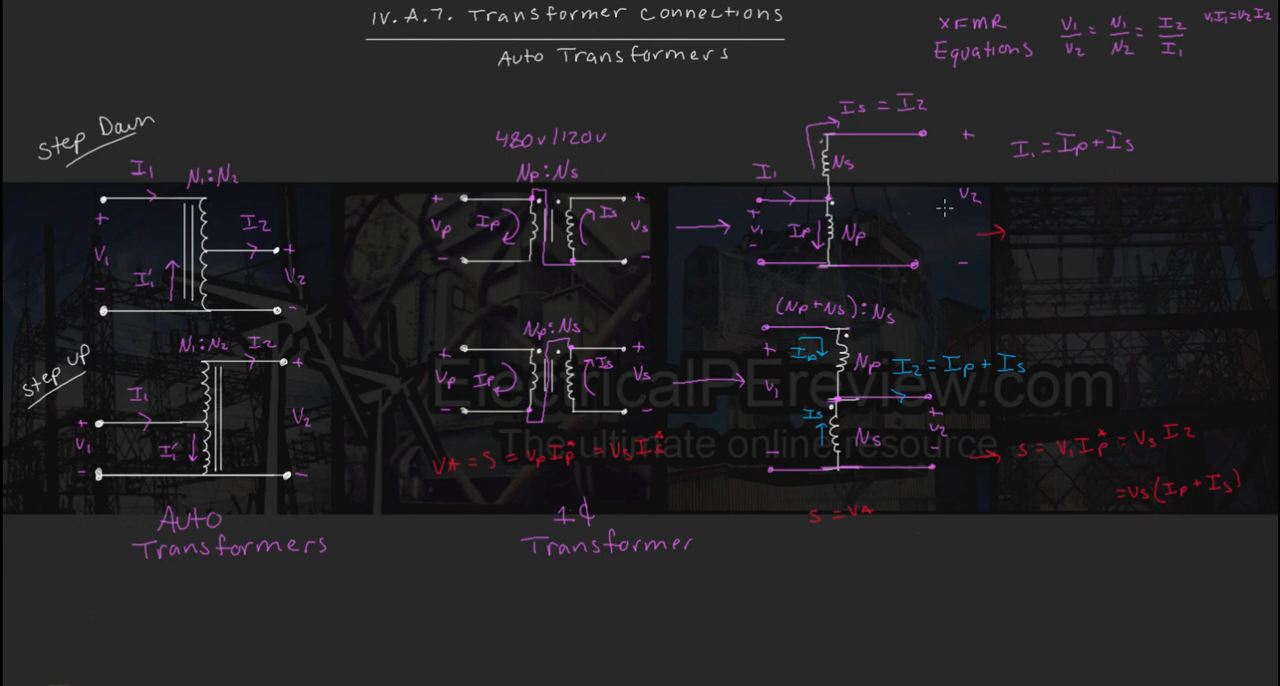 IV. A.7. Transformer Connections
Auto Transformers
XFMR
Equations
V1/V2 = N1/N2 = I2/I1
V1I1=V2I2
Step Down
I1
N1:N2
I2
+
V1
-
I1'
+
V2
-
Step up
N1:N2
I2
+
I1
+
V1
-
I1'
V2
-
Auto
Transformers
480V/120V
Np:Ns
+
Vp
-
Ip
Is
+
Vs
-
Np:Ns
+
Vp
-
Ip
Is
+
Vs
-
VA = S = VpIp* = VsIs*
1¢
Transformer
Is = I2
Ns
+
I1 = Ip+Is
I1
+
V1
-
Ip
Np
V2
-
(Np+Ns):Ns
+
Ip
Np
I2 = Ip + Is
V1
Is
Ns
+
V2
-
-
S = V1Ip* = Vs I2
=Vs(Ip+Is)
S = VA
ElectricalPEreview.com
The ultimate online resource